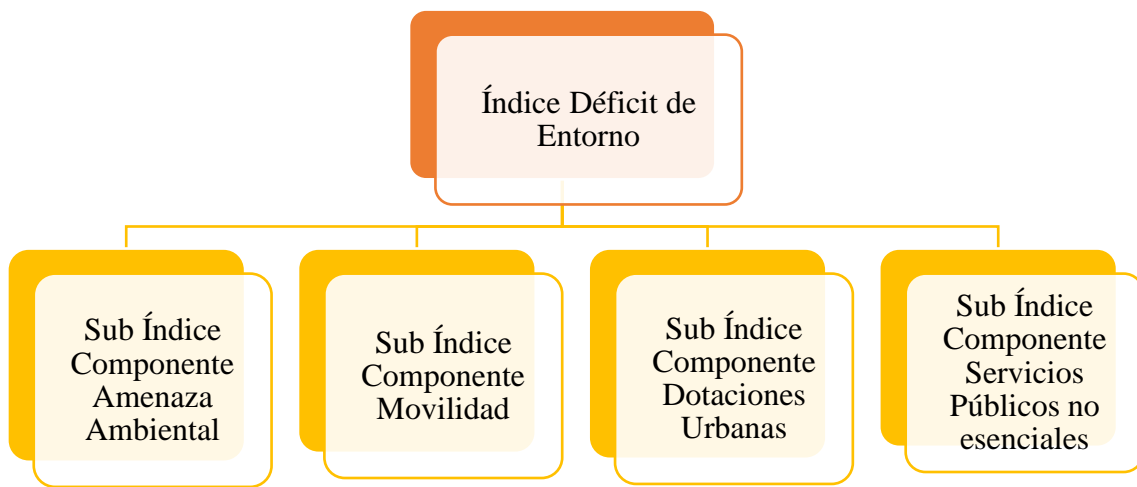 Índice Déficit de
Entorno
Sub Índice
Componente
Amenaza
Ambiental
Sub Índice
Componente
Movilidad
Sub Índice
Componente
Dotaciones
Urbanas
Sub Índice
Componente
Servicios
Públicos no
esenciales